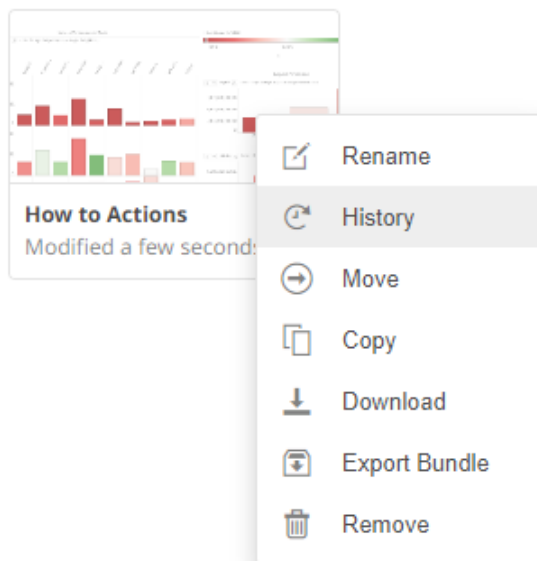 How to Actions
Modified a few seconds
Rename
History
Move
Copy
Download
Export Bundle
Remove